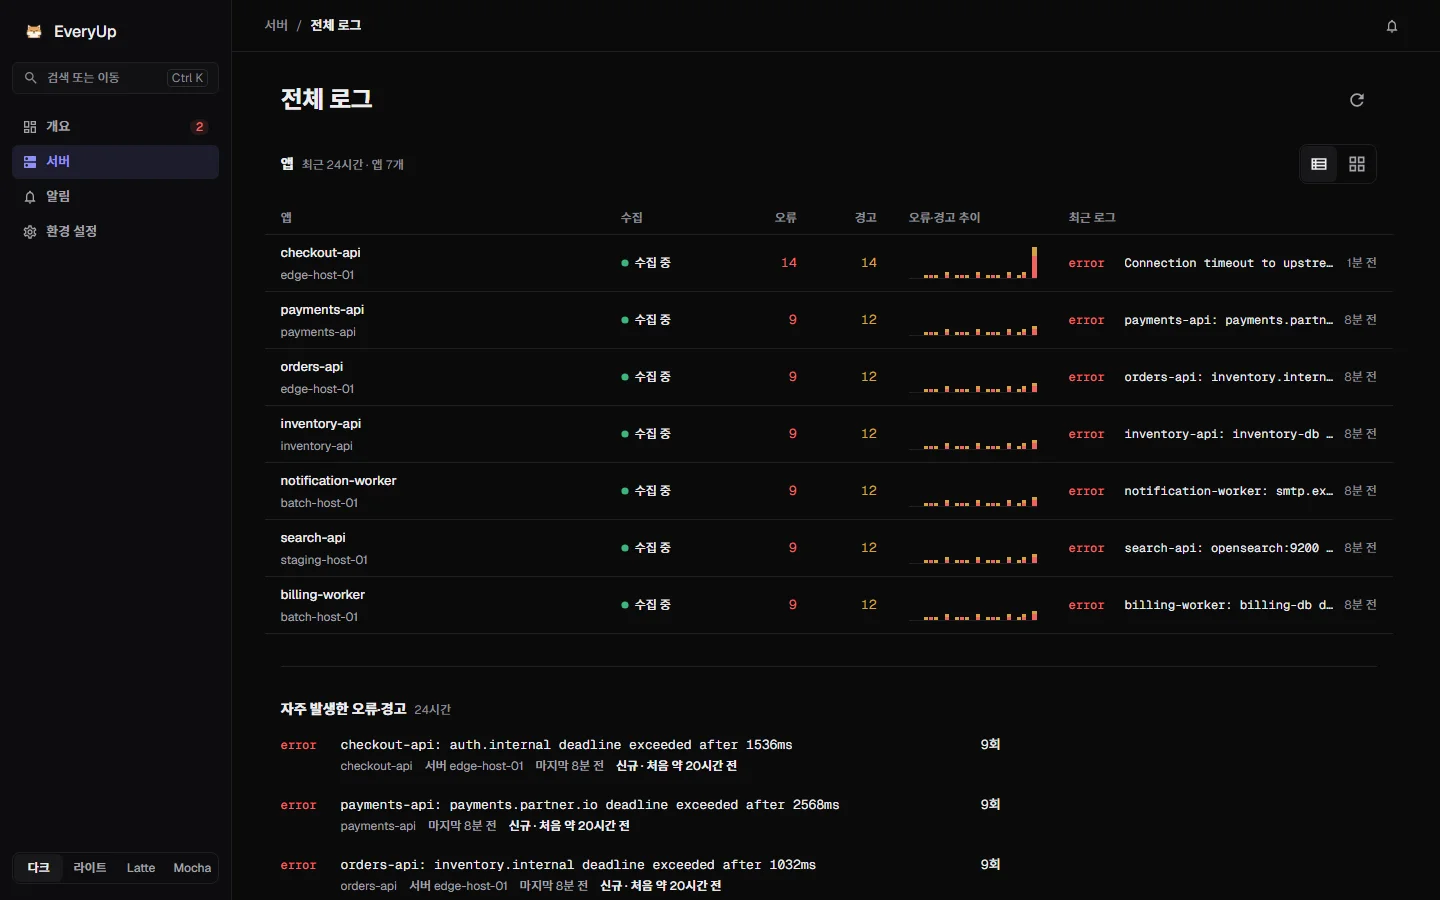 EveryUp
검색 또는 이동 Ctrl K
개요 2
서버
알림
환경 설정
다크 라이트 Latte Mocha
서버 / 전체 로그
전체 로그
앱 최근 24시간 · 앱 7개
앱 수집 오류 경고 오류·경고 추이 최근 로그
checkout-api
edge-host-01
수집 중 14 14 error Connection timeout to upstre… 1분 전
payments-api
payments-api
수집 중 9 12 error payments-api: payments.partn… 8분 전
orders-api
edge-host-01
수집 중 9 12 error orders-api: inventory.intern… 8분 전
inventory-api
inventory-api
수집 중 9 12 error inventory-api: inventory-db … 8분 전
notification-worker
batch-host-01
수집 중 9 12 error notification-worker: smtp.ex… 8분 전
search-api
staging-host-01
수집 중 9 12 error search-api: opensearch:9200 … 8분 전
billing-worker
batch-host-01
수집 중 9 12 error billing-worker: billing-db d… 8분 전
자주 발생한 오류·경고 24시간
error checkout-api: auth.internal deadline exceeded after 1536ms 9회
checkout-api 서버 edge-host-01 마지막 8분 전 신규 · 처음 약 20시간 전
error payments-api: payments.partner.io deadline exceeded after 2568ms 9회
payments-api 마지막 8분 전 신규 · 처음 약 20시간 전
error orders-api: inventory.internal deadline exceeded after 1032ms 9회
orders-api 서버 edge-host-01 마지막 8분 전 신규 · 처음 약 20시간 전